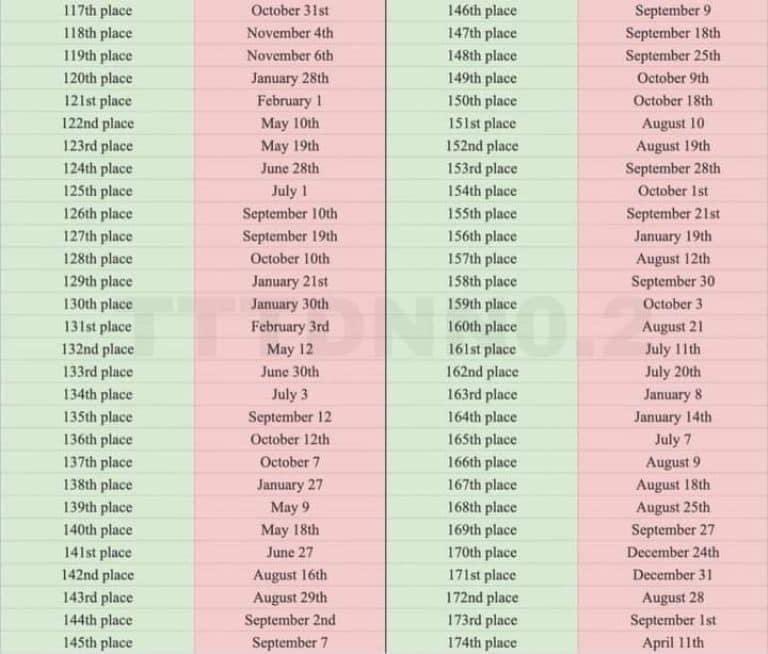 117th place October 31st
118th place November 4th
119th place November 6th
120th place January 28th
121st place February 1
122nd place May 10th
123rd place May 19th
124th place June 28th
125th place July 1
126th place September 10th
127th place September 19th
128th place October 10th
129th place January 21st
130th place January 30th
131st place February 3rd
132nd place May 12
133rd place June 30th
134th place July 3
135th place September 12
136th place October 12th
137th place October 7
138th place January 27
139th place May 9
140th place May 18th
141st place June 27
142nd place August 16th
143rd place August 29th
144th place September 2nd
145th place September 7
146th place September 9
147th place September 18th
148th place September 25th
149th place October 9th
150th place October 18th
151st place August 10
152nd place August 19th
153rd place September 28th
154th place October 1st
155th place September 21st
156th place January 19th
157th place August 12th
158th place September 30
159th place October 3
160th place August 21
161st place July 11th
162nd place July 20th
163rd place January 8
164th place January 14th
165th place July 7
166th place August 9
167th place August 18th
168th place August 25th
169th place September 27
170th place December 24th
171st place December 31
172nd place August 28
173rd place September 1st
174th place April 11th